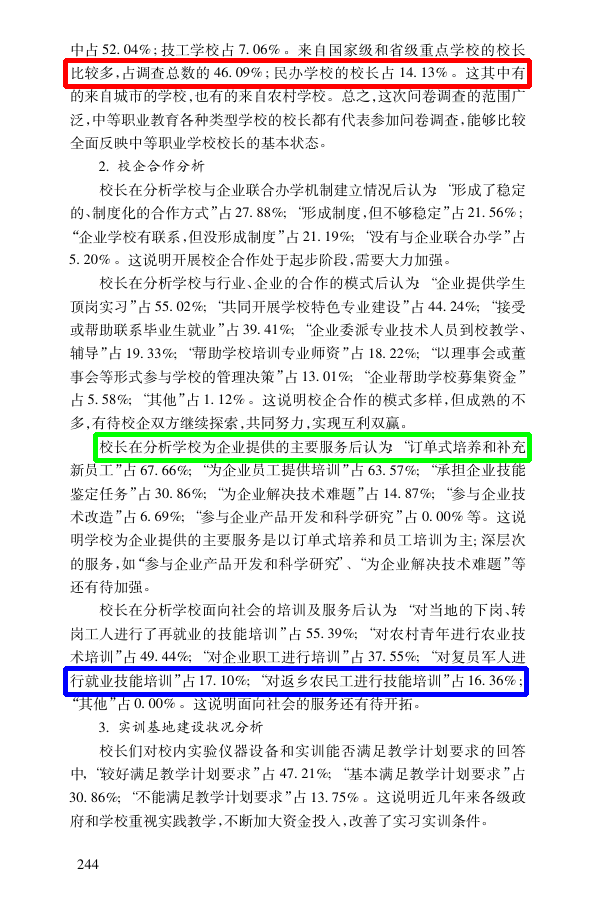 中占 52.04%; 技工学校占 7.06%。来自国家级和省级重点学校的校长
比较多,占调查总数的 46.09%; 民办学校的校长占 14.13%。这其中有
的来自城市的学校,也有的来自农村学校。总之,这次问卷调查的范围广
泛,中等职业教育各种类型学校的校长都有代表参加问卷调查,能够比较
全面反映中等职业学校校长的基本状态。
2. 校企合作分析
校长在分析学校与企业联合办学机制建立情况后认为: “形成了稳定
的、制度化的合作方式”占 27.88%; “形成制度,但不够稳定”占 21.56%;
“企业学校有联系,但没形成制度”占 21.19%; “没有与企业联合办学”占
5.20%。这说明开展校企合作处于起步阶段,需要大力加强。
校长在分析学校与行业、企业的合作的模式后认为: “企业提供学生
顶岗实习”占 55.02%; “共同开展学校特色专业建设”占 44.24%; “接受
或帮助联系毕业生就业”占 39.41%; “企业委派专业技术人员到校教学、
辅导”占 19.33%; “帮助学校培训专业师资”占 18.22%; “以理事会或董
事会等形式参与学校的管理决策”占 13.01%; “企业帮助学校募集资金”
占 5.58%; “其他”占 1.12%。这说明校企合作的模式多样,但成熟的不
多,有待校企双方继续探索,共同努力,实现互利双赢。
校长在分析学校为企业提供的主要服务后认为: “订单式培养和补充
新员工”占 67.66%; “为企业员工提供培训”占 63.57%; “承担企业技能
鉴定任务”占 30.86%; “为企业解决技术难题”占 14.87%; “参与企业技
术改造”占 6.69%; “参与企业产品开发和科学研究”占 0.00% 等。这说
明学校为企业提供的主要服务是以订单式培养和员工培训为主; 深层次
的服务,如“参与企业产品开发和科学研究”、“为企业解决技术难题”等
还有待加强。
校长在分析学校面向社会的培训及服务后认为: “对当地的下岗、转
岗工人进行了再就业的技能培训”占 55.39%; “对农村青年进行农业技
术培训”占 49.44%; “对企业职工进行培训”占 37.55%; “对复员军人进
行就业技能培训”占 17.10%; “对返乡农民工进行技能培训”占 16.36%;
“其他”占 0.00%。这说明面向社会的服务还有待开拓。
3. 实训基地建设状况分析
校长们对校内实验仪器设备和实训能否满足教学计划要求的回答
中, “较好满足教学计划要求”占 47.21%; “基本满足教学计划要求”占
30.86%; “不能满足教学计划要求”占 13.75%。这说明近几年来各级政
府和学校重视实践教学,不断加大资金投入,改善了实习实训条件。
244